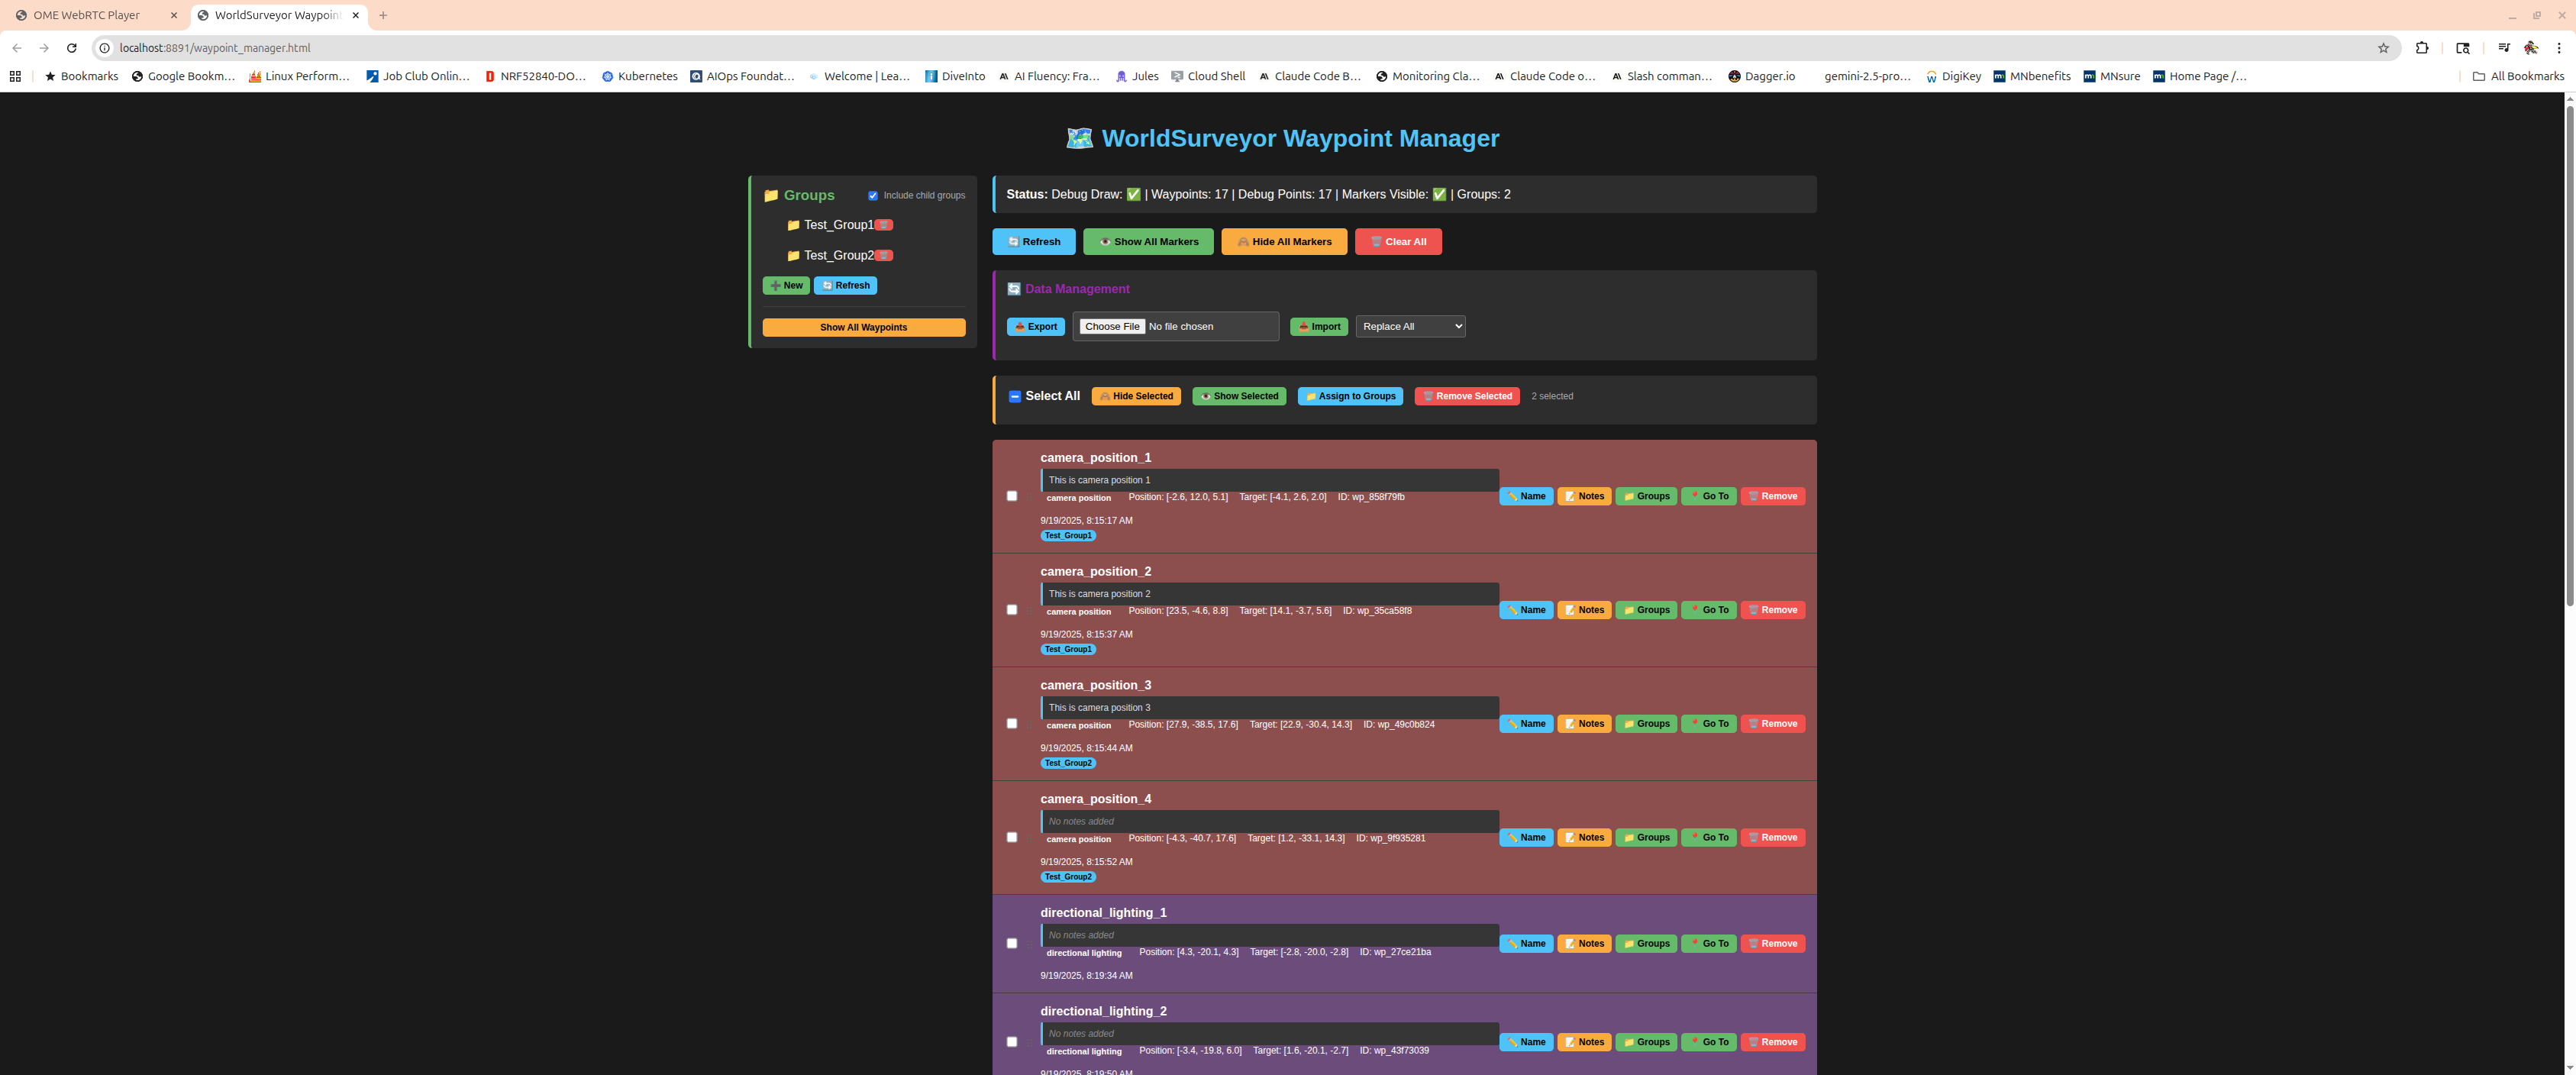 OME WebRTC Player
WorldSurveyor Waypoin
localhost:8891/waypoint_manager.html
Bookmarks Google Bookm... Linux Perform... Job Club Onlin... NRF52840-DO... Kubernetes AIOps Foundat... Welcome | Lea... DiveInto AI Fluency: Fra... Jules Cloud Shell Claude Code B... Monitoring Cla... Claude Code o... Slash comman... Dagger.io gemini-2.5-pro... DigiKey MNbenefits MNsure Home Page /... All Bookmarks
WorldSurveyor Waypoint Manager
Groups Include child groups
Test_Group1
Test_Group2
New Refresh
Show All Waypoints
Status: Debug Draw: ✅ | Waypoints: 17 | Debug Points: 17 | Markers Visible: ✅ | Groups: 2
Refresh Show All Markers Hide All Markers Clear All
Data Management
Export Choose File No file chosen Import Replace All
Select All Hide Selected Show Selected Assign to Groups Remove Selected 2 selected
camera_position_1
This is camera position 1
camera position Position: [-2.6, 12.0, 5.1] Target: [-4.1, 2.6, 2.0] ID: wp_858f79fb
Name Notes Groups Go To Remove
9/19/2025, 8:15:17 AM
Test_Group1
camera_position_2
This is camera position 2
camera position Position: [23.5, -4.6, 8.8] Target: [14.1, -3.7, 5.6] ID: wp_35ca58f8
Name Notes Groups Go To Remove
9/19/2025, 8:15:37 AM
Test_Group1
camera_position_3
This is camera position 3
camera position Position: [27.9, -38.5, 17.6] Target: [22.9, -30.4, 14.3] ID: wp_49c0b824
Name Notes Groups Go To Remove
9/19/2025, 8:15:44 AM
Test_Group2
camera_position_4
No notes added
camera position Position: [-4.3, -40.7, 17.6] Target: [1.2, -33.1, 14.3] ID: wp_9f935281
Name Notes Groups Go To Remove
9/19/2025, 8:15:52 AM
Test_Group2
directional_lighting_1
No notes added
directional lighting Position: [4.3, -20.1, 4.3] Target: [-2.8, -20.0, -2.8] ID: wp_27ce21ba
Name Notes Groups Go To Remove
9/19/2025, 8:19:34 AM
directional_lighting_2
No notes added
directional lighting Position: [-3.4, -19.8, 6.0] Target: [1.6, -20.1, -2.7] ID: wp_43f73039
Name Notes Groups Go To Remove
9/19/2025, 8:19:50 AM